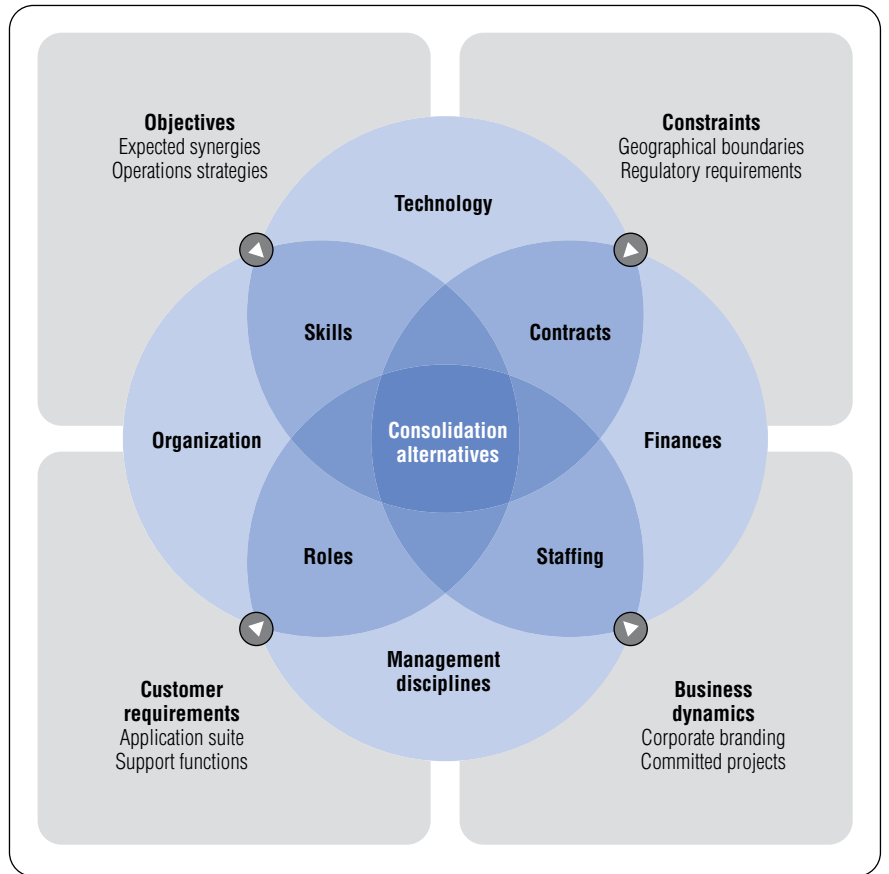 Objectives
Expected synergies
Operations strategies
Constraints
Geographical boundaries
Regulatory requirements
Technology
Skills
Contracts
Organization
Consolidation
alternatives
Finances
Roles
Staffing
Management
disciplines
Customer
requirements
Application suite
Support functions
Business
dynamics
Corporate branding
Committed projects